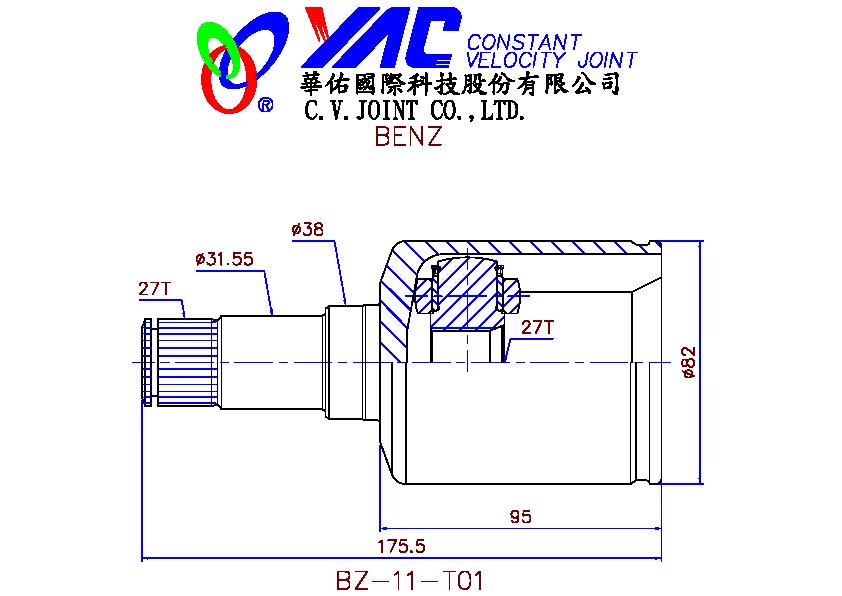 YAC CONSTANT
VELOCITY JOINT
®
華佑國際科技股份有限公司
C.V.JOINT CO.,LTD.
BENZ
ø38
ø31.55
27T
27T
ø82
95
175.5
BZ-11-T01